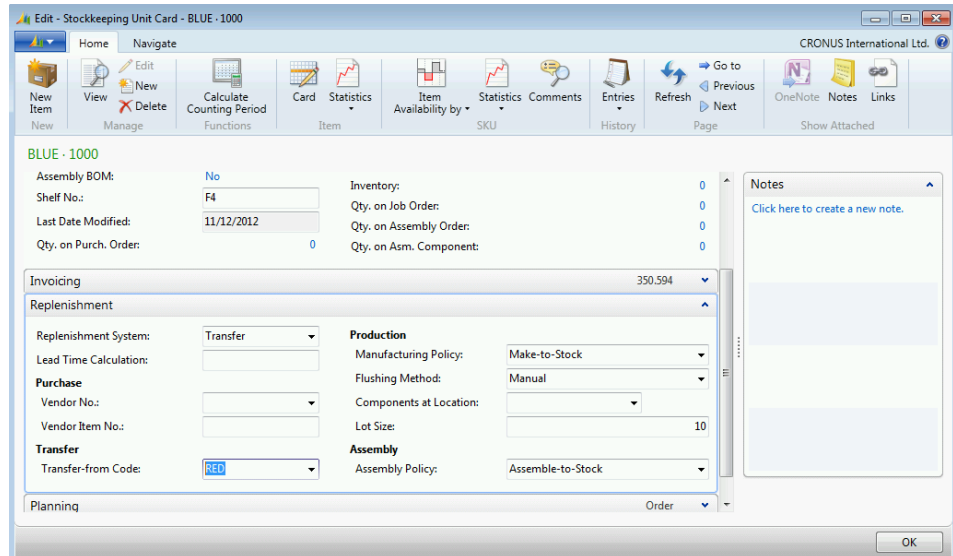 Edit - Stockkeeping Unit Card - BLUE · 1000
Home Navigate CRONUS International Ltd.
New Item
View
Edit
New
Delete
Calculate Counting Period
Card
Statistics
Item Availability by
Statistics
Comments
Entries
Refresh
Go to
Previous
Next
OneNote
Notes
Links
New Manage Functions Item SKU History Page Show Attached
BLUE · 1000
Assembly BOM: No
Shelf No.: F4
Last Date Modified: 11/12/2012
Qty. on Purch. Order: 0
Inventory: 0
Qty. on Job Order: 0
Qty. on Assembly Order: 0
Qty. on Asm. Component: 0
Invoicing 350.594
Replenishment
Replenishment System: Transfer
Lead Time Calculation:
Purchase
Vendor No.:
Vendor Item No.:
Transfer
Transfer-from Code: RED
Production
Manufacturing Policy: Make-to-Stock
Flushing Method: Manual
Components at Location:
Lot Size: 10
Assembly
Assembly Policy: Assemble-to-Stock
Planning Order
Notes
Click here to create a new note.
OK